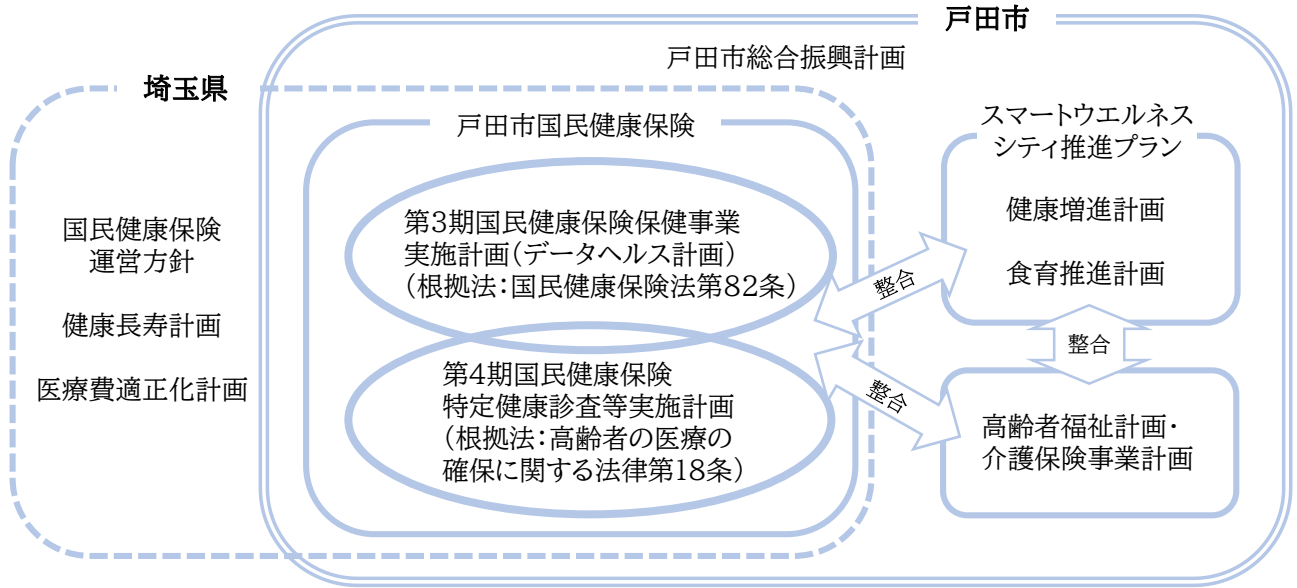 戸田市
戸田市総合振興計画
埼玉県
国民健康保険
運営方針
健康長寿計画
医療費適正化計画
戸田市国民健康保険
第3期国民健康保険保健事業
実施計画(データヘルス計画)
(根拠法:国民健康保険法第82条)
第4期国民健康保険
特定健康診査等実施計画
(根拠法:高齢者の医療の
確保に関する法律第18条)
整合
整合
スマートウエルネス
シティ推進プラン
健康増進計画
食育推進計画
整合
高齢者福祉計画・
介護保険事業計画